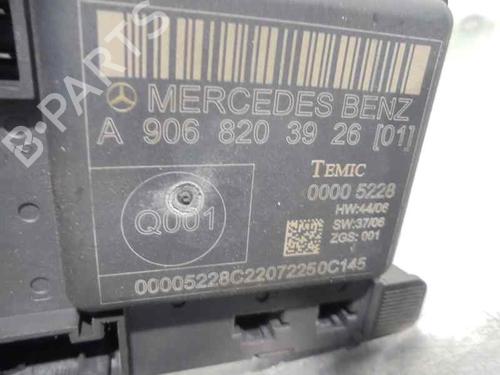 B-PARTS
MERCEDES BENZ
A 906 820 39 26 [01]
TEMIC
0000 5228
HW:44/06
SW:37/06
ZGS: 001
Q001
00005228C22072250C145